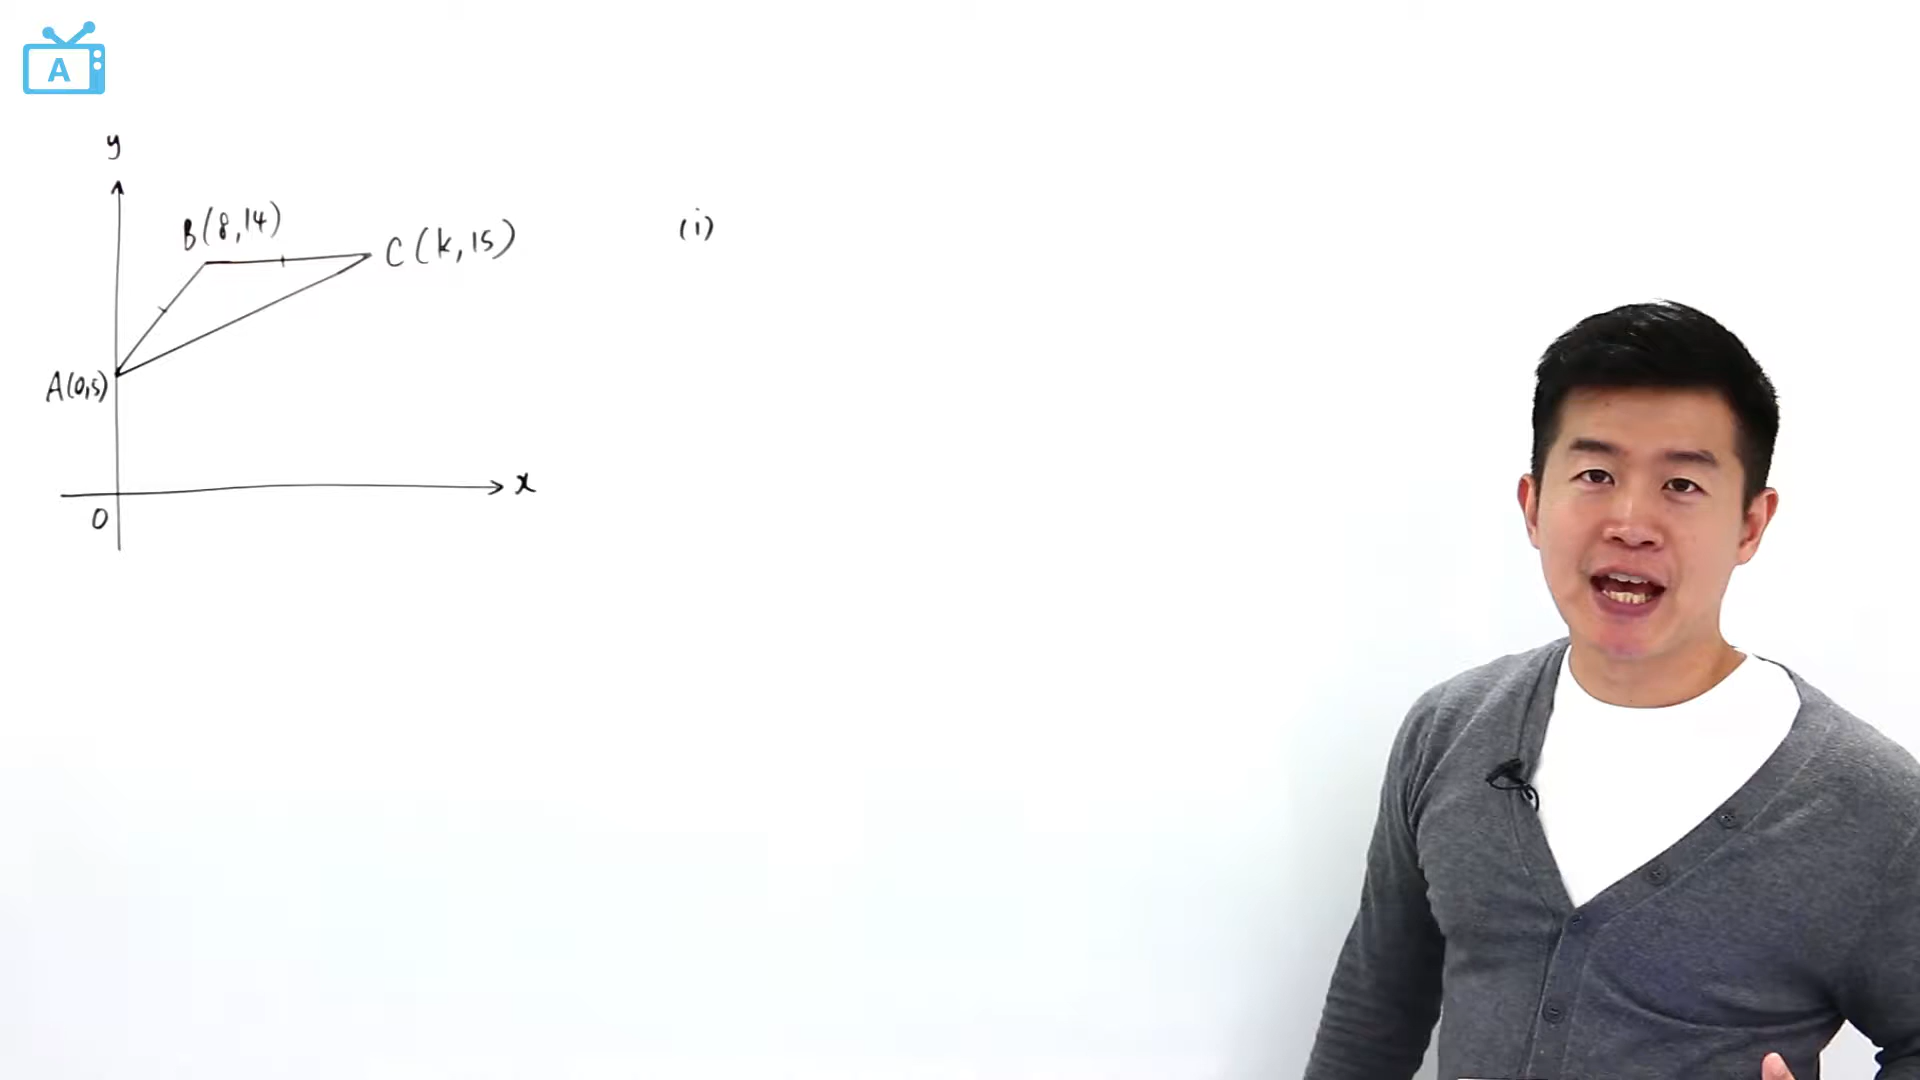 A
y
B(8,14)
C(k,15)
(i)
A(0,5)
x
0